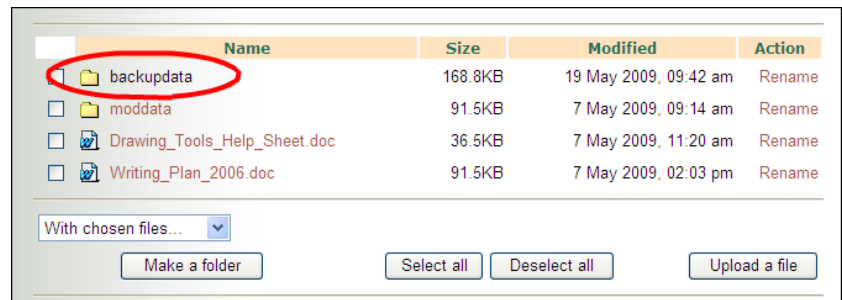 Name Size Modified Action
backupdata 168.8KB 19 May 2009, 09:42 am Rename
moddata 91.5KB 7 May 2009, 09:14 am Rename
Drawing_Tools_Help_Sheet.doc 36.5KB 7 May 2009, 11:20 am Rename
Writing_Plan_2006.doc 91.5KB 7 May 2009, 02:03 pm Rename
With chosen files...
Make a folder Select all Deselect all Upload a file